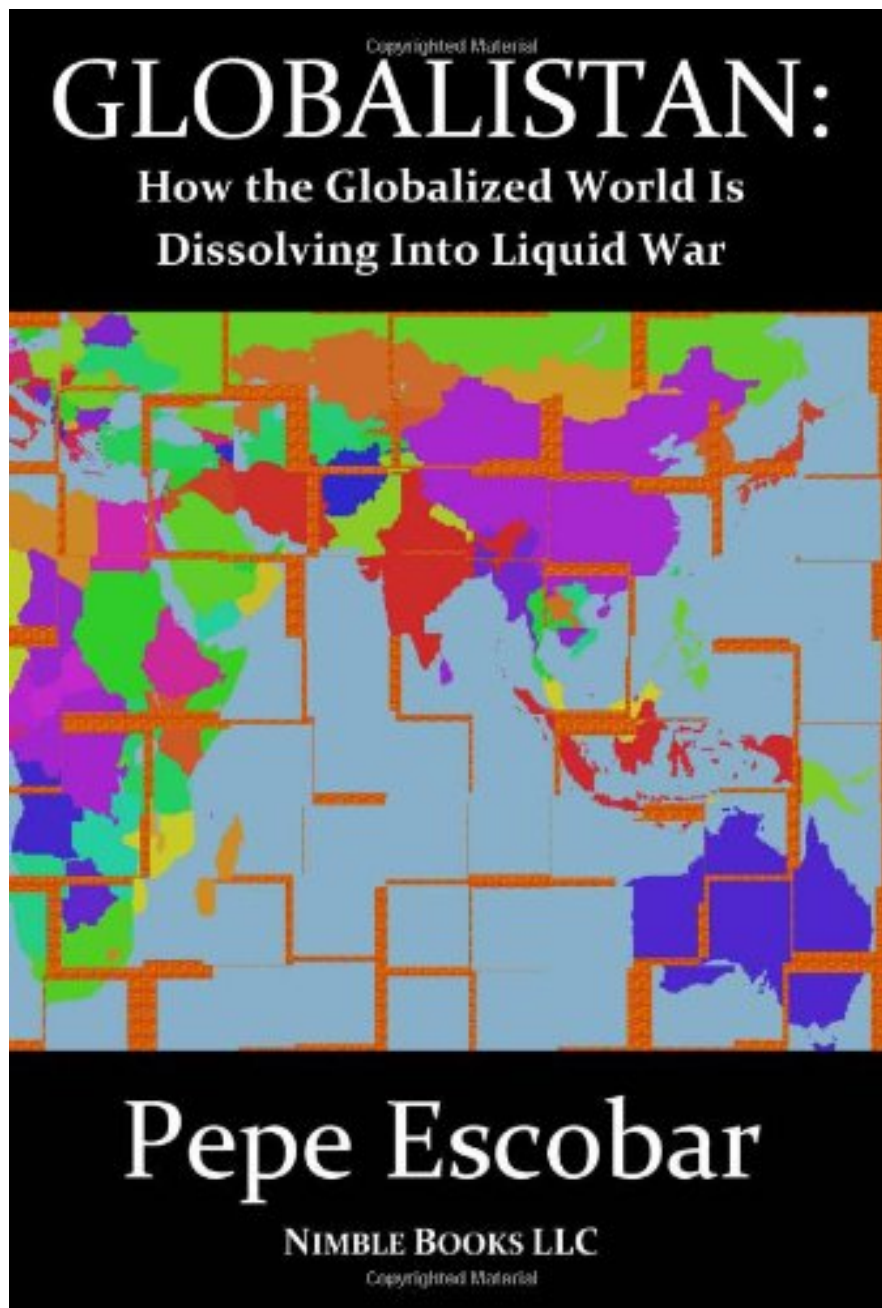 Copyrighted Material
GLOBALISTAN:
How the Globalized World Is
Dissolving Into Liquid War
Pepe Escobar
NIMBLE BOOKS LLC
Copyrighted Material